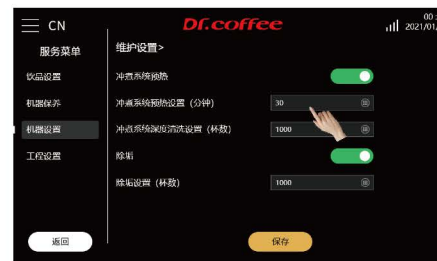 CN
Dr.coffee
00:
2021/01/
服务菜单
维护设置>
饮品设置
冲煮系统预热
机器保养
冲煮系统预热设置（分钟）
30
机器设置
冲煮系统深度清洗设置（杯数）
1000
工程设置
除垢
除垢设置（杯数）
1000
返回
保存